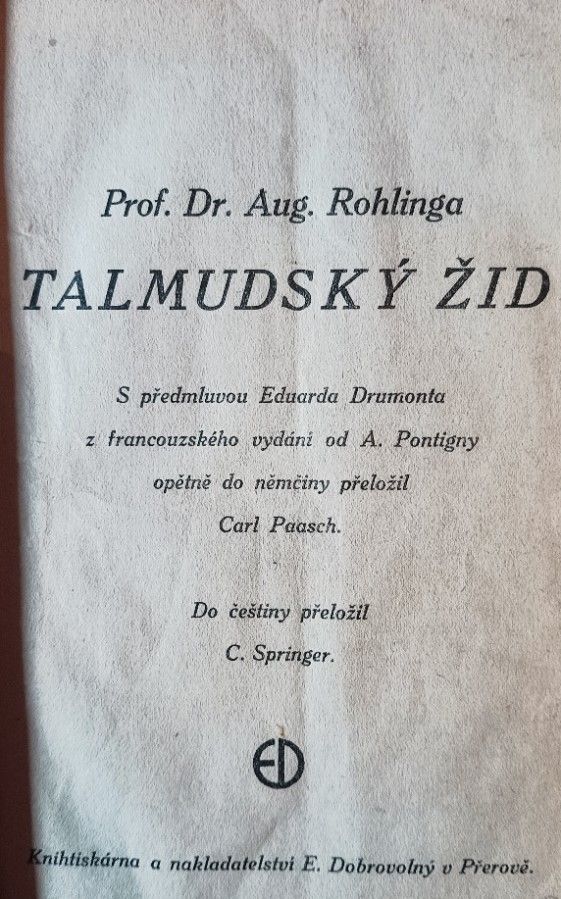 Prof. Dr. Aug. Rohlinga
TALMUDSKÝ ŽID
S předmluvou Eduarda Drumonta
z francouzského vydání od A. Pontigny
opětně do němčiny přeložil
Carl Paasch.
Do češtiny přeložil
C. Springer.
ED
Knihtiskárna a nakladatelství E. Dobrovolný v Přerově.